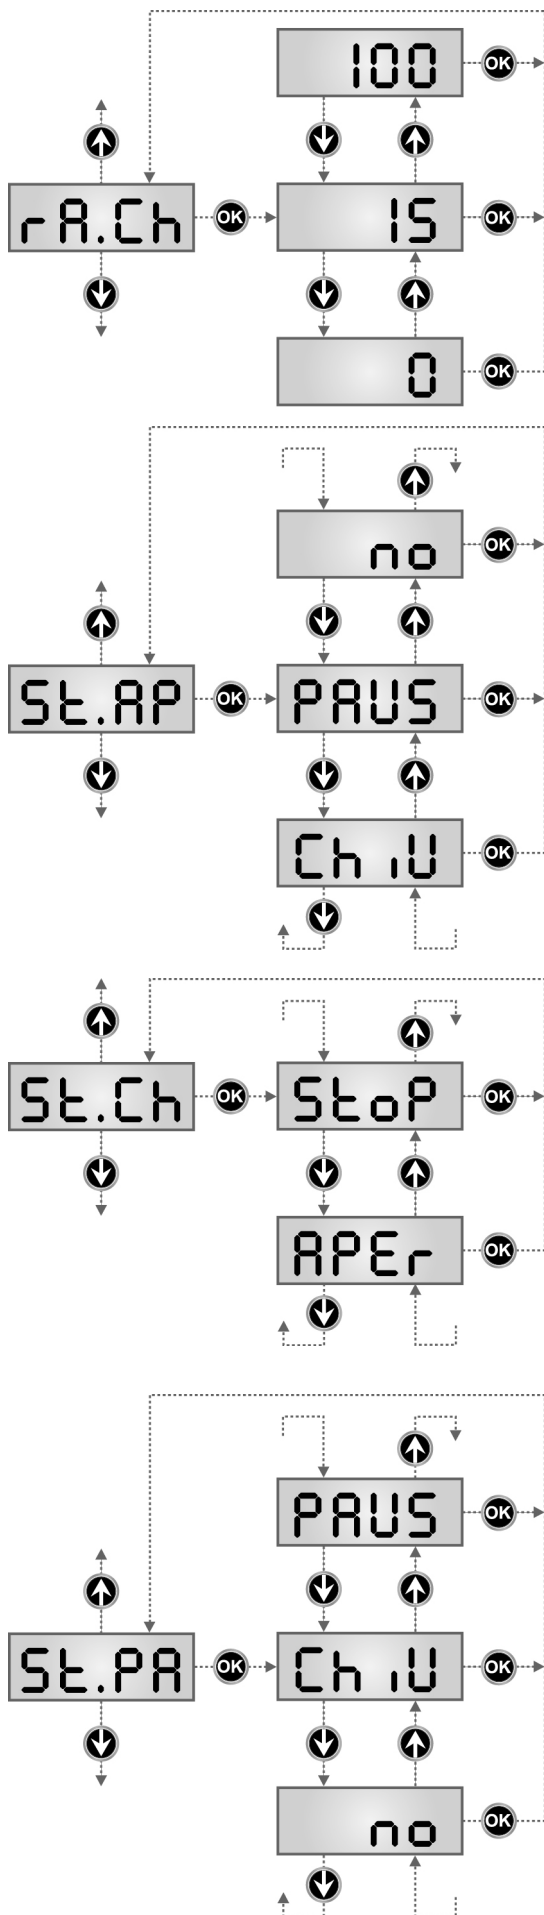 100
OK
rA.Ch OK 15 OK
0 OK
no OK
St.AP OK PAUS OK
ChiU OK
St.Ch OK StoP OK
APEr OK
PAUS OK
St.PA OK ChiU OK
no OK